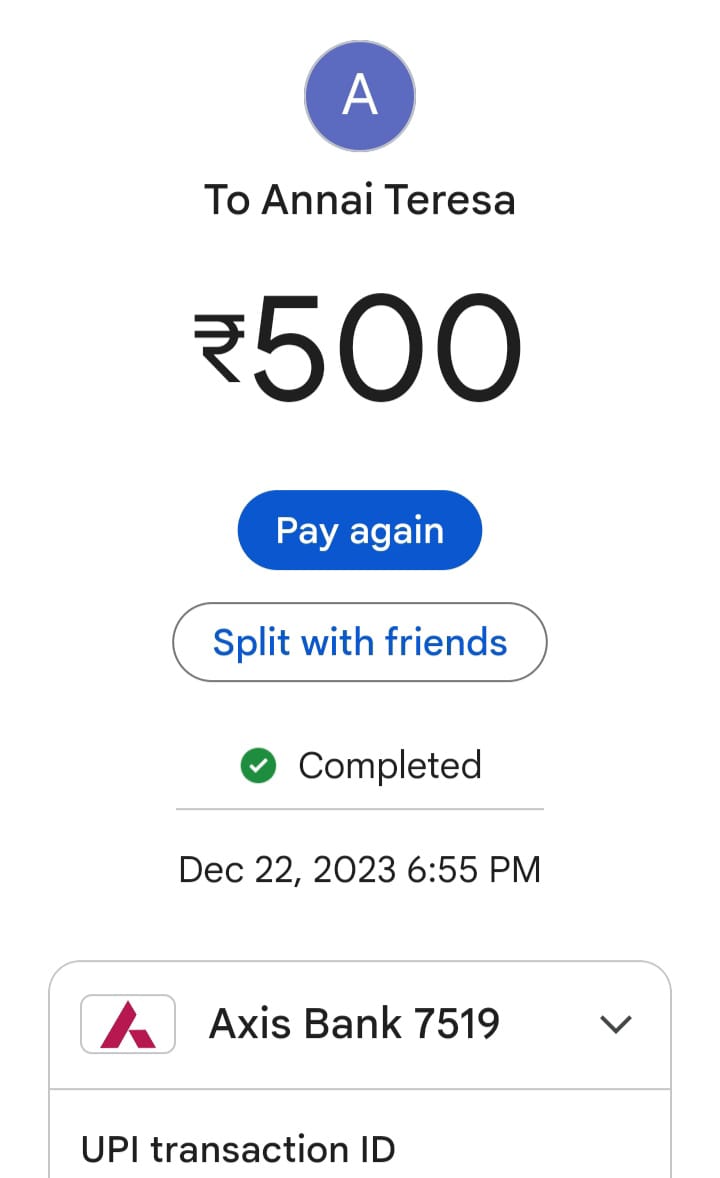 A
To Annai Teresa
₹500
Pay again
Split with friends
Completed
Dec 22, 2023 6:55 PM
Axis Bank 7519
UPI transaction ID